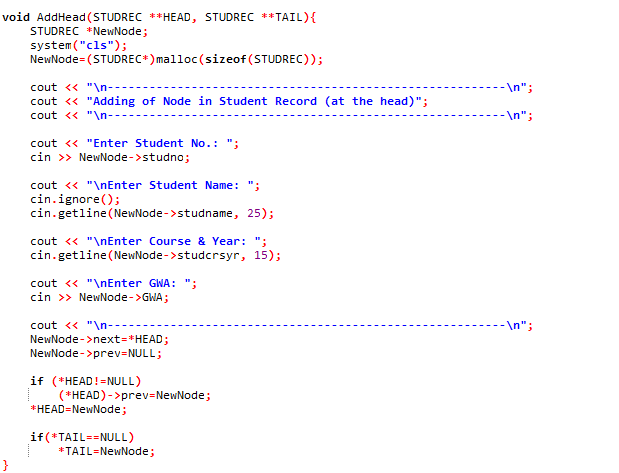 void AddHead(STUDREC **HEAD, STUDREC **TAIL){
STUDREC *NewNode;
system("cls");
NewNode=(STUDREC*)malloc(sizeof(STUDREC));
cout << "\n---------------------------------------------------------\n";
cout << "Adding of Node in Student Record (at the head)";
cout << "\n---------------------------------------------------------\n";
cout << "Enter Student No.: ";
cin >> NewNode->studno;
cout << "\nEnter Student Name: ";
cin.ignore();
cin.getline(NewNode->studname, 25);
cout << "\nEnter Course & Year: ";
cin.getline(NewNode->studcrsyr, 15);
cout << "\nEnter GWA: ";
cin >> NewNode->GWA;
cout << "\n---------------------------------------------------------\n";
NewNode->next=*HEAD;
NewNode->prev=NULL;
if (*HEAD!=NULL)
(*HEAD)->prev=NewNode;
*HEAD=NewNode;
if(*TAIL==NULL)
*TAIL=NewNode;
}